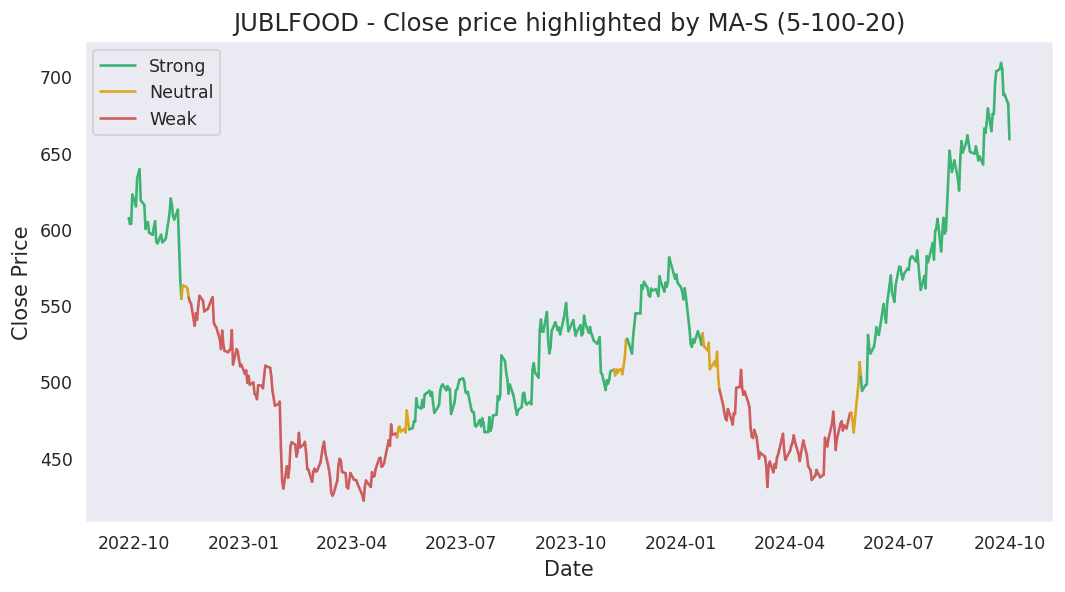 JUBLFOOD - Close price highlighted by MA-S (5-100-20)
Strong
Neutral
Weak
Close Price
700
650
600
550
500
450
2022-10 2023-01 2023-04 2023-07 2023-10 2024-01 2024-04 2024-07 2024-10
Date